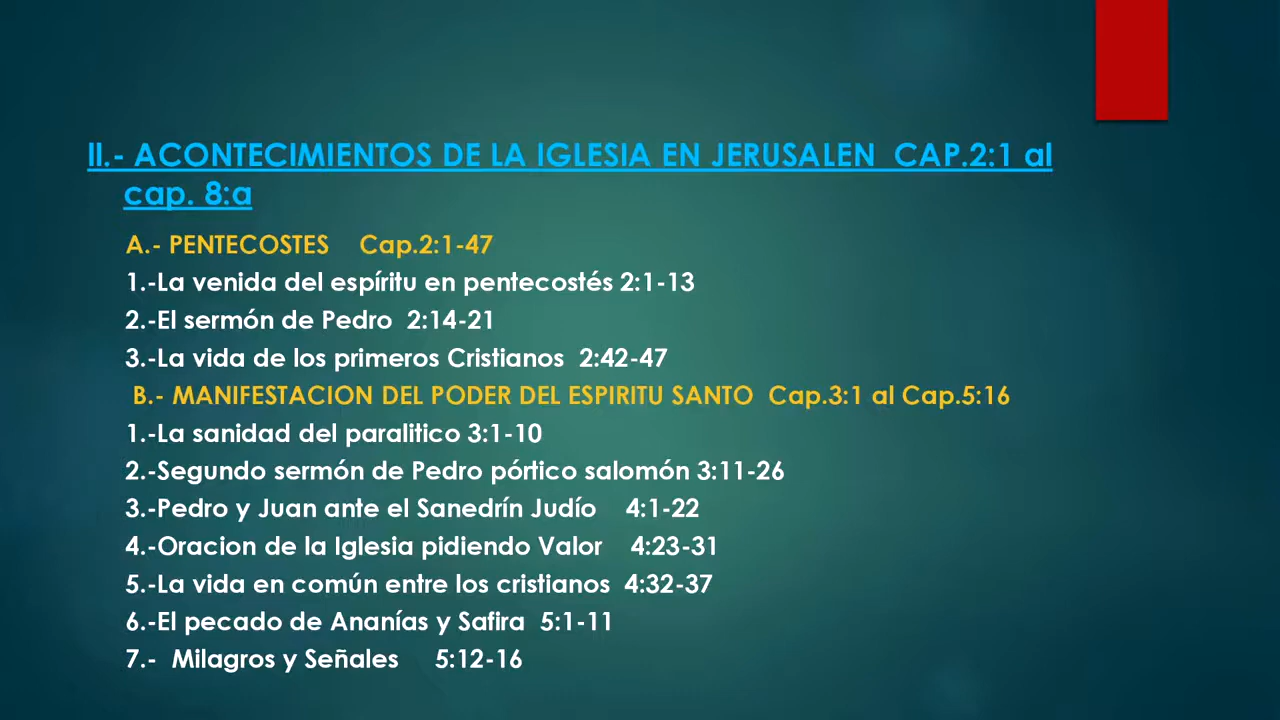 II.- ACONTECIMIENTOS DE LA IGLESIA EN JERUSALEN CAP.2:1 al
cap. 8:a
A.- PENTECOSTES Cap.2:1-47
1.-La venida del espíritu en pentecostés 2:1-13
2.-El sermón de Pedro 2:14-21
3.-La vida de los primeros Cristianos 2:42-47
B.- MANIFESTACION DEL PODER DEL ESPIRITU SANTO Cap.3:1 al Cap.5:16
1.-La sanidad del paralitico 3:1-10
2.-Segundo sermón de Pedro pórtico salomón 3:11-26
3.-Pedro y Juan ante el Sanedrín Judío 4:1-22
4.-Oracion de la Iglesia pidiendo Valor 4:23-31
5.-La vida en común entre los cristianos 4:32-37
6.-El pecado de Ananías y Safira 5:1-11
7.- Milagros y Señales 5:12-16